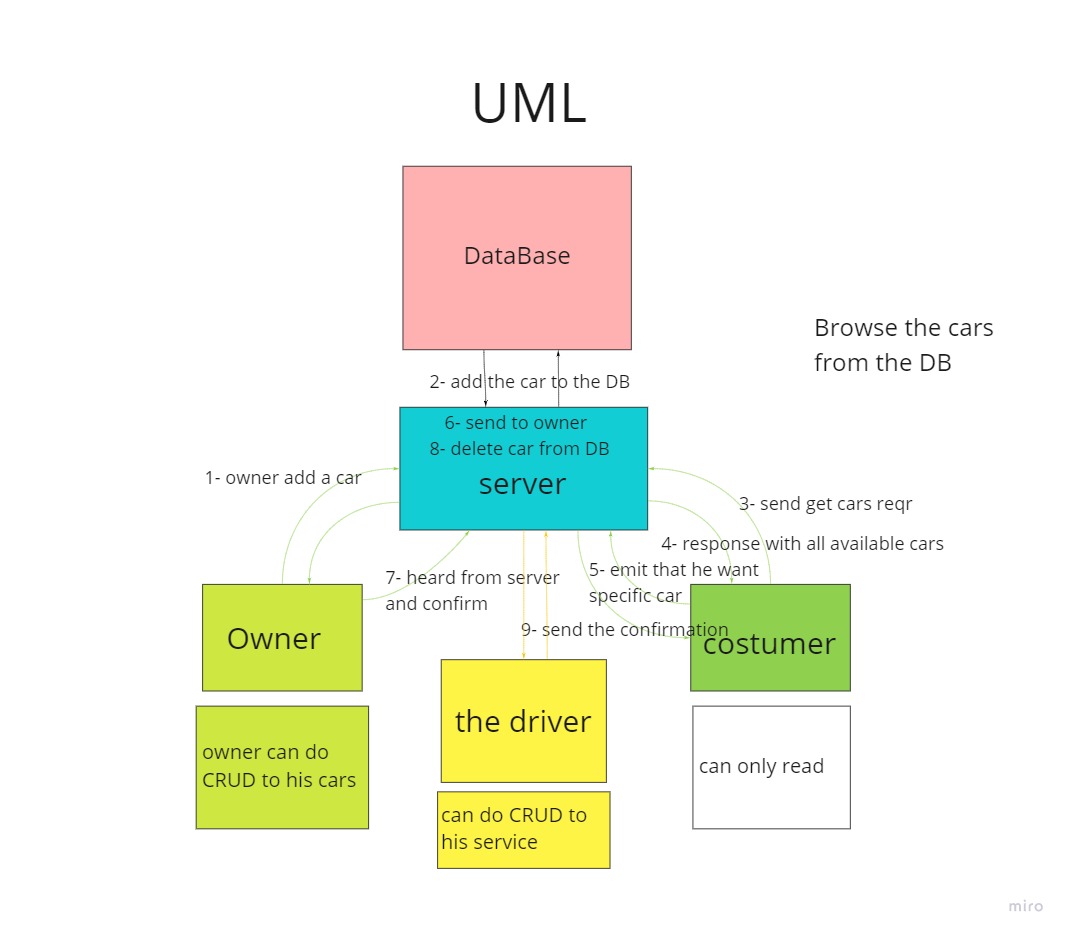 UML
DataBase
Browse the cars
from the DB
2- add the car to the DB
6- send to owner
8- delete car from DB
server
1- owner add a car
3- send get cars reqr
4- response with all available cars
7- heard from server
and confirm
5- emit that he want
specific car
9- send the confirmation
Owner
costumer
the driver
owner can do
CRUD to his cars
can only read
can do CRUD to
his service
miro